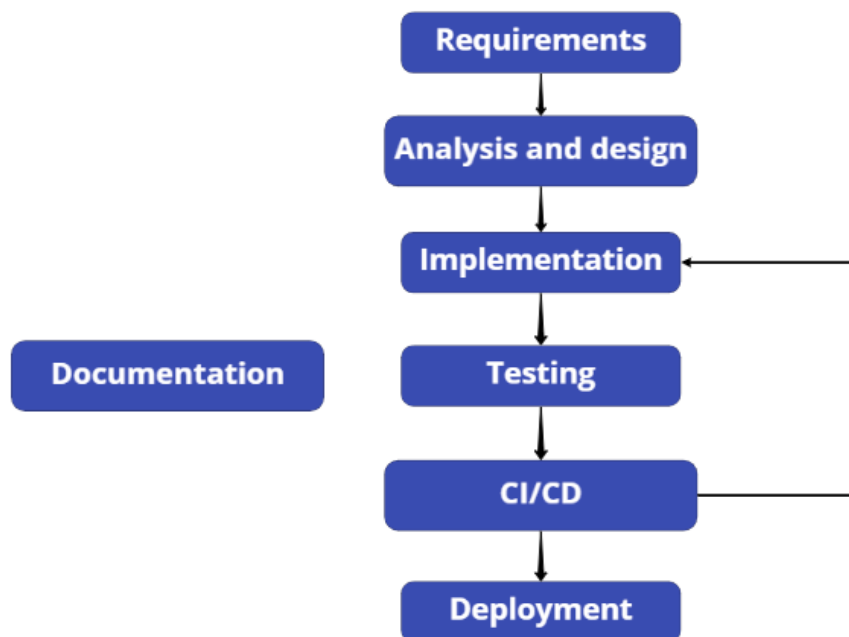 Requirements
Analysis and design
Implementation
Documentation
Testing
CI/CD
Deployment